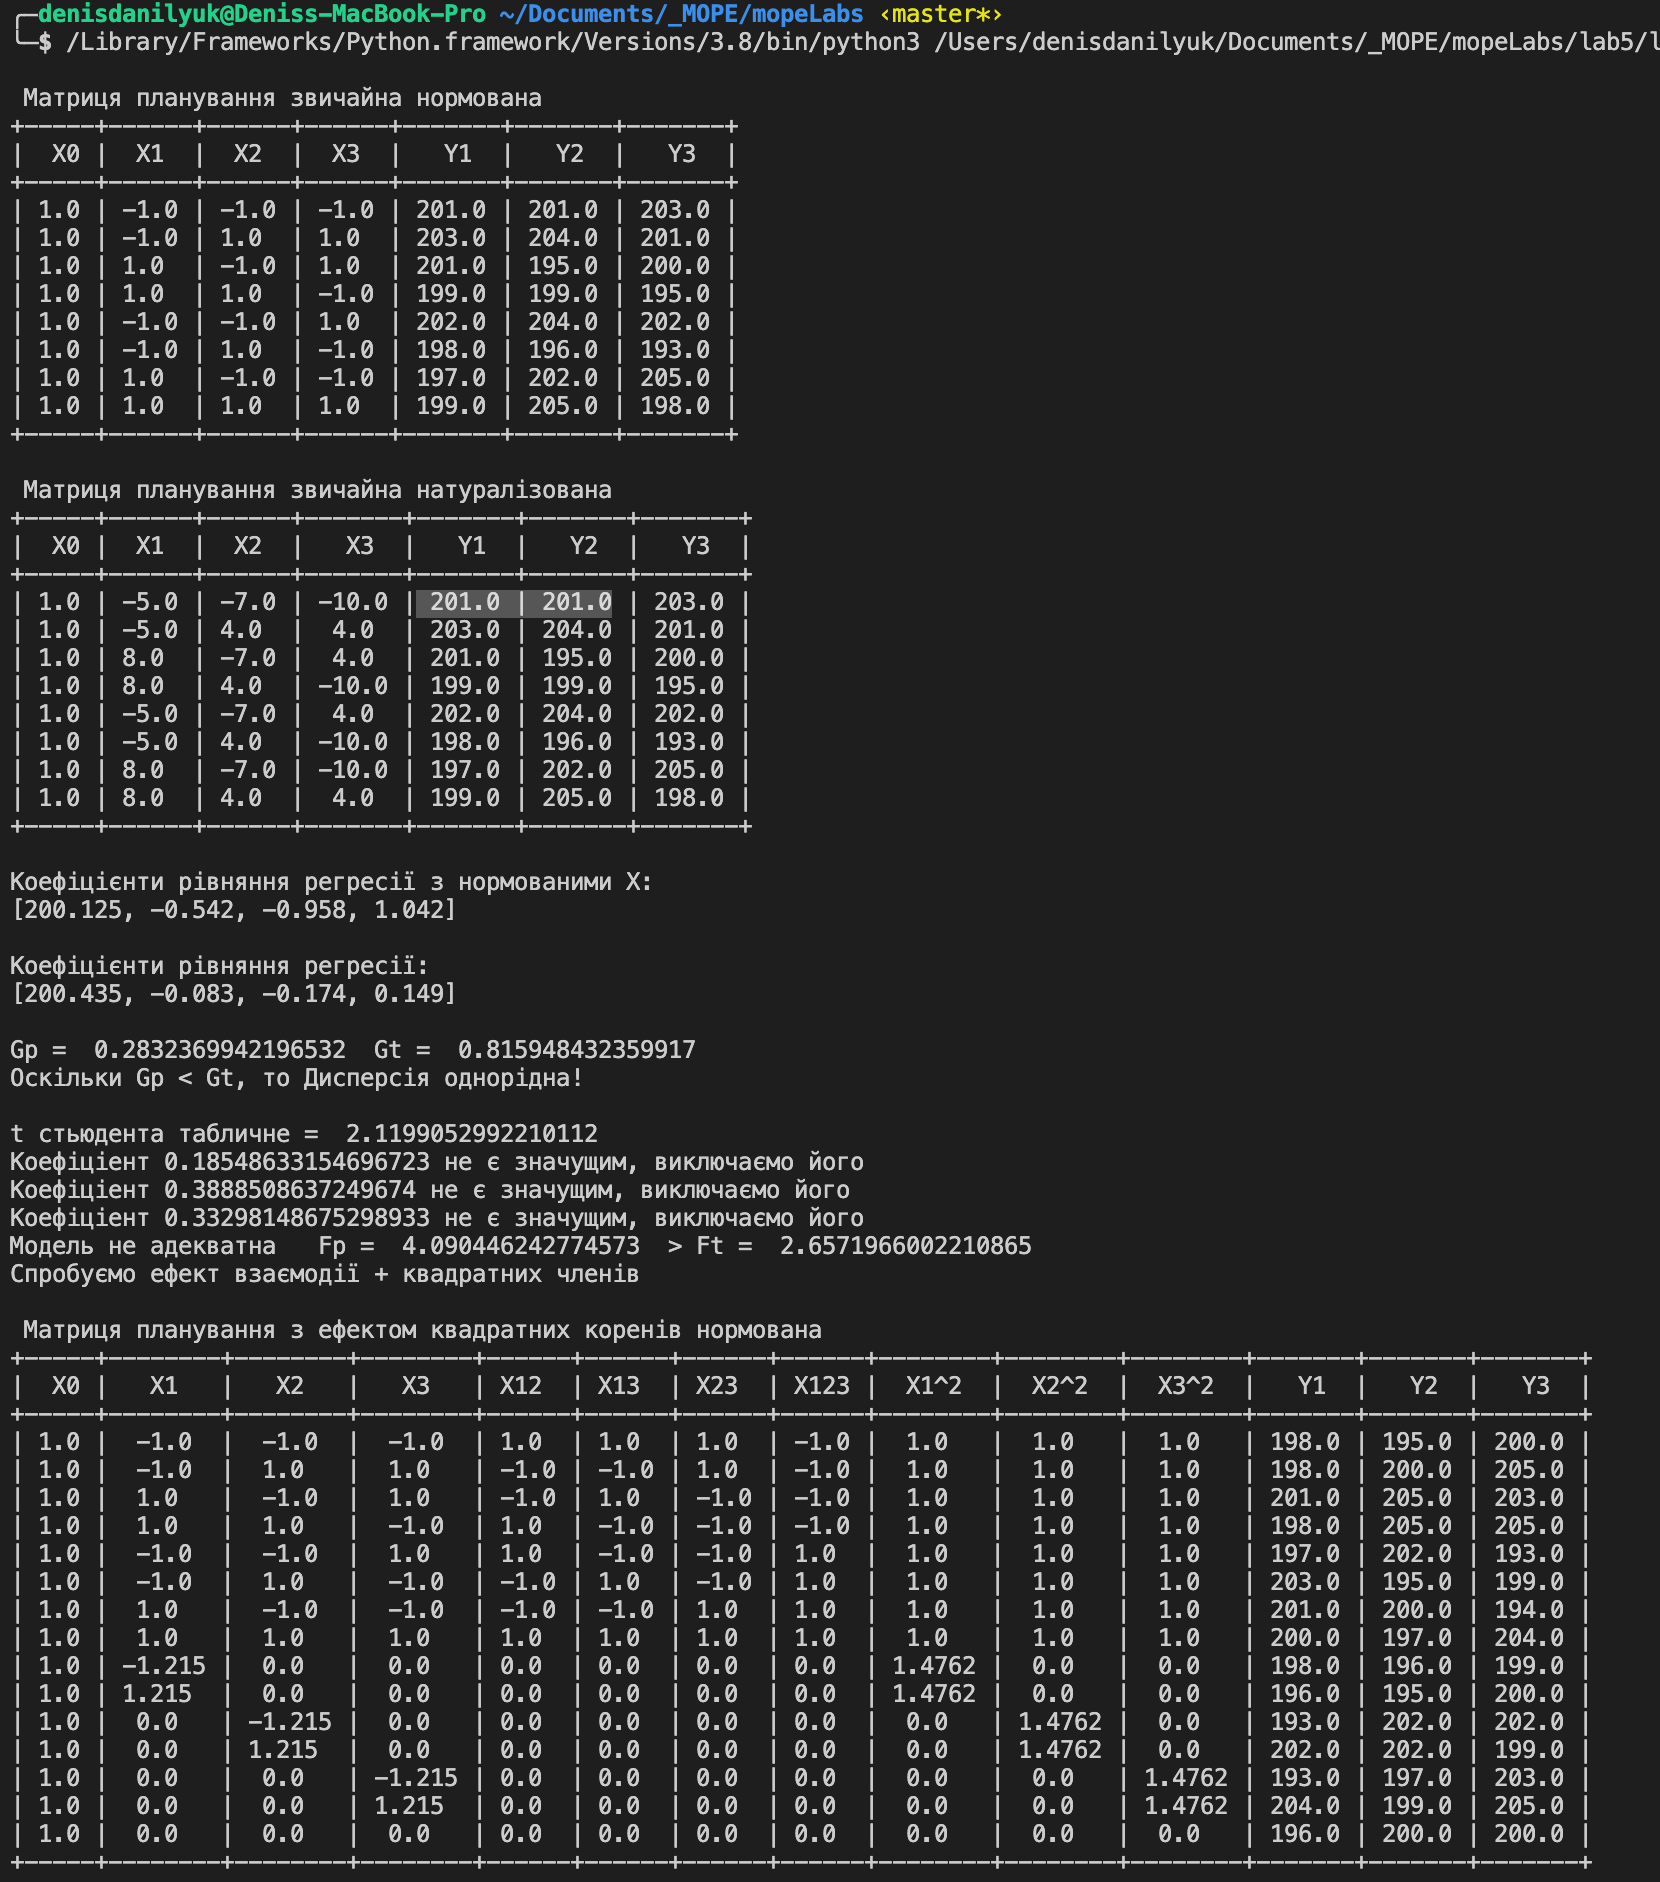 ╭─denisdanilyuk@Deniss-MacBook-Pro ~/Documents/_MOPE/mopeLabs ‹master*›
╰─$ /Library/Frameworks/Python.framework/Versions/3.8/bin/python3 /Users/denisdanilyuk/Documents/_MOPE/mopeLabs/lab5/l
Матриця планування звичайна нормована
+-----+------+------+------+-------+-------+-------+
| X0 | X1 | X2 | X3 | Y1 | Y2 | Y3 |
+-----+------+------+------+-------+-------+-------+
| 1.0 | -1.0 | -1.0 | -1.0 | 201.0 | 201.0 | 203.0 |
| 1.0 | -1.0 | 1.0 | 1.0 | 203.0 | 204.0 | 201.0 |
| 1.0 | 1.0 | -1.0 | 1.0 | 201.0 | 195.0 | 200.0 |
| 1.0 | 1.0 | 1.0 | -1.0 | 199.0 | 199.0 | 195.0 |
| 1.0 | -1.0 | -1.0 | 1.0 | 202.0 | 204.0 | 202.0 |
| 1.0 | -1.0 | 1.0 | -1.0 | 198.0 | 196.0 | 193.0 |
| 1.0 | 1.0 | -1.0 | -1.0 | 197.0 | 202.0 | 205.0 |
| 1.0 | 1.0 | 1.0 | 1.0 | 199.0 | 205.0 | 198.0 |
+-----+------+------+------+-------+-------+-------+
Матриця планування звичайна натуралізована
+-----+------+------+-------+-------+-------+-------+
| X0 | X1 | X2 | X3 | Y1 | Y2 | Y3 |
+-----+------+------+-------+-------+-------+-------+
| 1.0 | -5.0 | -7.0 | -10.0 | 201.0 | 201.0 | 203.0 |
| 1.0 | -5.0 | 4.0 | 4.0 | 203.0 | 204.0 | 201.0 |
| 1.0 | 8.0 | -7.0 | 4.0 | 201.0 | 195.0 | 200.0 |
| 1.0 | 8.0 | 4.0 | -10.0 | 199.0 | 199.0 | 195.0 |
| 1.0 | -5.0 | -7.0 | 4.0 | 202.0 | 204.0 | 202.0 |
| 1.0 | -5.0 | 4.0 | -10.0 | 198.0 | 196.0 | 193.0 |
| 1.0 | 8.0 | -7.0 | -10.0 | 197.0 | 202.0 | 205.0 |
| 1.0 | 8.0 | 4.0 | 4.0 | 199.0 | 205.0 | 198.0 |
+-----+------+------+-------+-------+-------+-------+
Коефіцієнти рівняння регресії з нормованими X:
[200.125, -0.542, -0.958, 1.042]
Коефіцієнти рівняння регресії:
[200.435, -0.083, -0.174, 0.149]
Gp =  0.2832369942196532  Gt =  0.815948432359917
Оскільки Gp < Gt, то Дисперсія однорідна!
t стьюдента табличне =  2.1199052992210112
Коефіціент 0.18548633154696723 не є значущим, виключаємо його
Коефіціент 0.3888508637249674 не є значущим, виключаємо його
Коефіціент 0.33298148675298933 не є значущим, виключаємо його
Модель не адекватна   Fp =  4.090446242774573  > Ft =  2.6571966002210865
Спробуємо ефект взаємодії + квадратних членів
Матриця планування з ефектом квадратних коренів нормована
+-----+--------+--------+--------+------+------+------+------+--------+--------+--------+-------+-------+-------+
| X0 | X1 | X2 | X3 | X12 | X13 | X23 | X123 | X1^2 | X2^2 | X3^2 | Y1 | Y2 | Y3 |
+-----+--------+--------+--------+------+------+------+------+--------+--------+--------+-------+-------+-------+
| 1.0 | -1.0 | -1.0 | -1.0 | 1.0 | 1.0 | 1.0 | -1.0 | 1.0 | 1.0 | 1.0 | 198.0 | 195.0 | 200.0 |
| 1.0 | -1.0 | 1.0 | 1.0 | -1.0 | -1.0 | 1.0 | -1.0 | 1.0 | 1.0 | 1.0 | 198.0 | 200.0 | 205.0 |
| 1.0 | 1.0 | -1.0 | 1.0 | -1.0 | 1.0 | -1.0 | -1.0 | 1.0 | 1.0 | 1.0 | 201.0 | 205.0 | 203.0 |
| 1.0 | 1.0 | 1.0 | -1.0 | 1.0 | -1.0 | -1.0 | -1.0 | 1.0 | 1.0 | 1.0 | 198.0 | 205.0 | 205.0 |
| 1.0 | -1.0 | -1.0 | 1.0 | 1.0 | -1.0 | -1.0 | 1.0 | 1.0 | 1.0 | 1.0 | 197.0 | 202.0 | 193.0 |
| 1.0 | -1.0 | 1.0 | -1.0 | -1.0 | 1.0 | -1.0 | 1.0 | 1.0 | 1.0 | 1.0 | 203.0 | 195.0 | 199.0 |
| 1.0 | 1.0 | -1.0 | -1.0 | -1.0 | -1.0 | 1.0 | 1.0 | 1.0 | 1.0 | 1.0 | 201.0 | 200.0 | 194.0 |
| 1.0 | 1.0 | 1.0 | 1.0 | 1.0 | 1.0 | 1.0 | 1.0 | 1.0 | 1.0 | 1.0 | 200.0 | 197.0 | 204.0 |
| 1.0 | -1.215 | 0.0 | 0.0 | 0.0 | 0.0 | 0.0 | 0.0 | 1.4762 | 0.0 | 0.0 | 198.0 | 196.0 | 199.0 |
| 1.0 | 1.215 | 0.0 | 0.0 | 0.0 | 0.0 | 0.0 | 0.0 | 1.4762 | 0.0 | 0.0 | 196.0 | 195.0 | 200.0 |
| 1.0 | 0.0 | -1.215 | 0.0 | 0.0 | 0.0 | 0.0 | 0.0 | 0.0 | 1.4762 | 0.0 | 193.0 | 202.0 | 202.0 |
| 1.0 | 0.0 | 1.215 | 0.0 | 0.0 | 0.0 | 0.0 | 0.0 | 0.0 | 1.4762 | 0.0 | 202.0 | 202.0 | 199.0 |
| 1.0 | 0.0 | 0.0 | -1.215 | 0.0 | 0.0 | 0.0 | 0.0 | 0.0 | 0.0 | 1.4762 | 193.0 | 197.0 | 203.0 |
| 1.0 | 0.0 | 0.0 | 1.215 | 0.0 | 0.0 | 0.0 | 0.0 | 0.0 | 0.0 | 1.4762 | 204.0 | 199.0 | 205.0 |
| 1.0 | 0.0 | 0.0 | 0.0 | 0.0 | 0.0 | 0.0 | 0.0 | 0.0 | 0.0 | 0.0 | 196.0 | 200.0 | 200.0 |
+-----+--------+--------+--------+------+------+------+------+--------+--------+--------+-------+-------+-------+